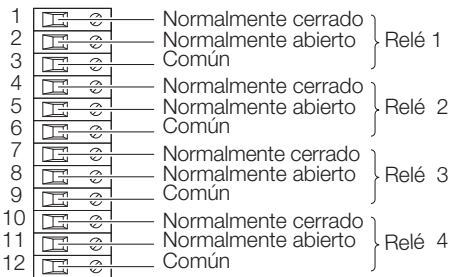 1 Normalmente cerrado
2 Normalmente abierto Relé 1
3 Común
4 Normalmente cerrado
5 Normalmente abierto Relé 2
6 Común
7 Normalmente cerrado
8 Normalmente abierto Relé 3
9 Común
10 Normalmente cerrado
11 Normalmente abierto Relé 4
12 Común